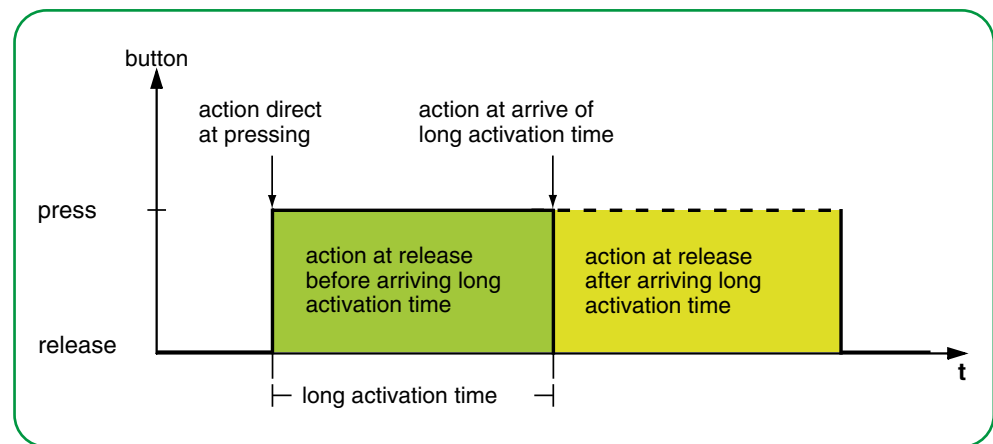 button
action direct
at pressing
action at arrive of
long activation time
press
action at release
before arriving long
activation time
action at release
after arriving long
activation time
release
t
long activation time